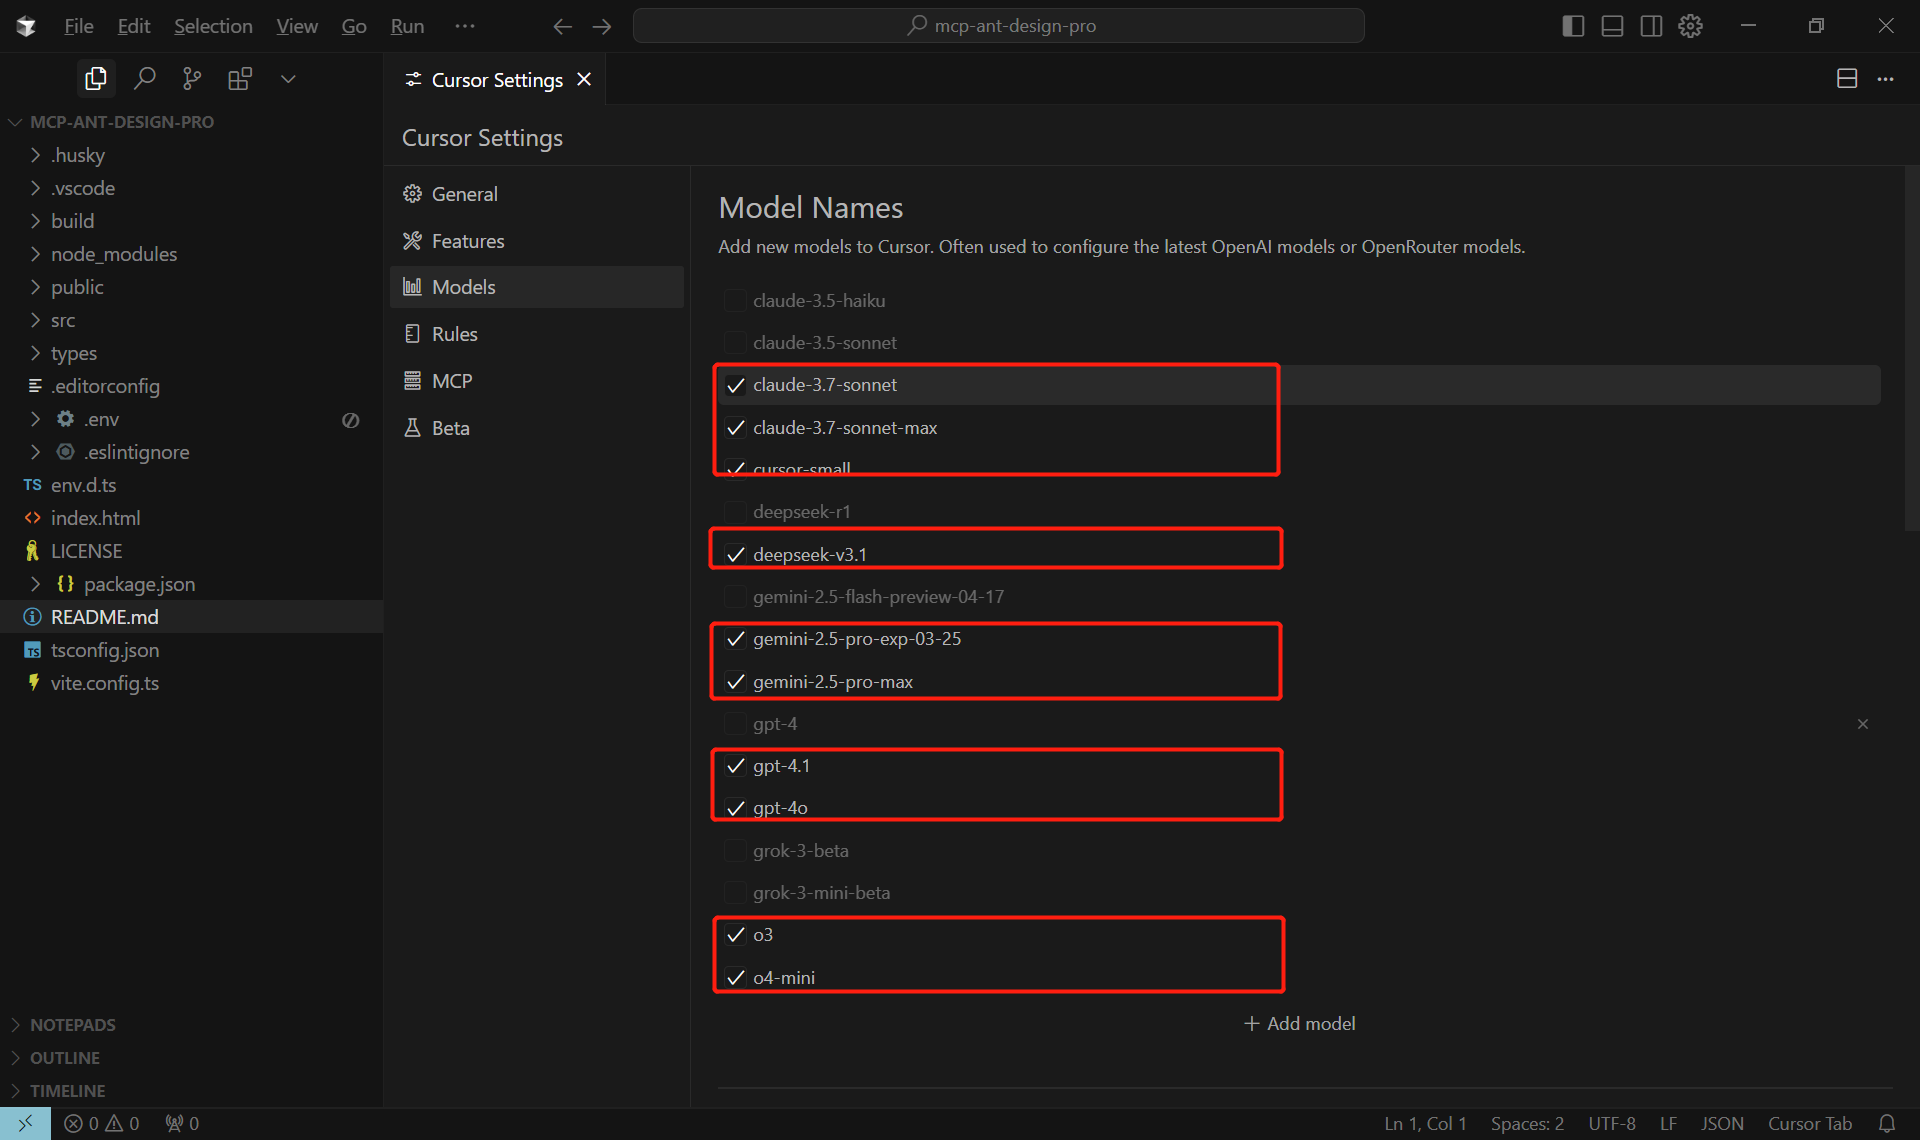 File Edit Selection View Go Run ···
mcp-ant-design-pro
Cursor Settings
MCP-ANT-DESIGN-PRO
.husky
.vscode
build
node_modules
public
src
types
.editorconfig
.env
.eslintignore
TS env.d.ts
index.html
LICENSE
package.json
README.md
TS tsconfig.json
vite.config.ts
NOTEPADS
OUTLINE
TIMELINE
Cursor Settings
General
Features
Models
Rules
MCP
Beta
Model Names
Add new models to Cursor. Often used to configure the latest OpenAI models or OpenRouter models.
claude-3.5-haiku
claude-3.5-sonnet
claude-3.7-sonnet
claude-3.7-sonnet-max
cursor-small
deepseek-r1
deepseek-v3.1
gemini-2.5-flash-preview-04-17
gemini-2.5-pro-exp-03-25
gemini-2.5-pro-max
gpt-4
gpt-4.1
gpt-4o
grok-3-beta
grok-3-mini-beta
o3
o4-mini
+ Add model
0 0 0
Ln 1, Col 1 Spaces: 2 UTF-8 LF JSON Cursor Tab